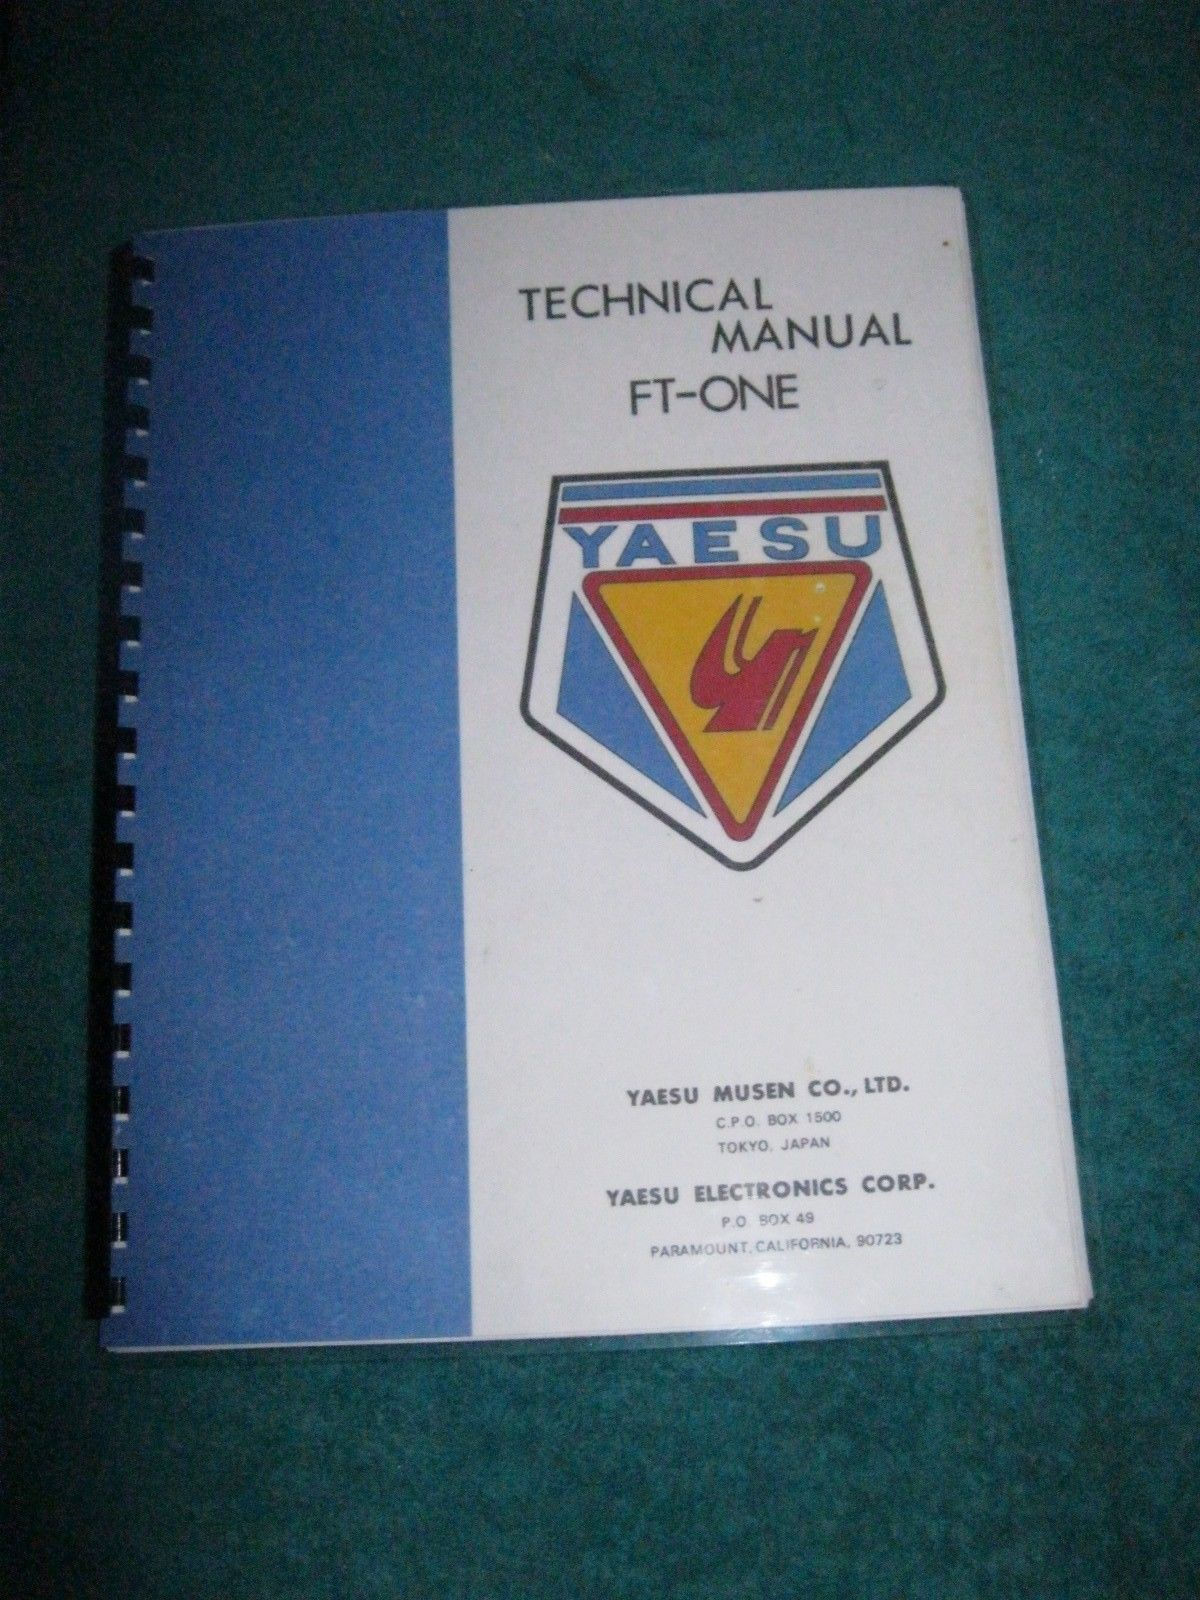 TECHNICAL
MANUAL
FT-ONE
YAESU
YAESU MUSEN CO., LTD.
C.P.O. BOX 1500
TOKYO, JAPAN
YAESU ELECTRONICS CORP.
P.O. BOX 49
PARAMOUNT, CALIFORNIA, 90723